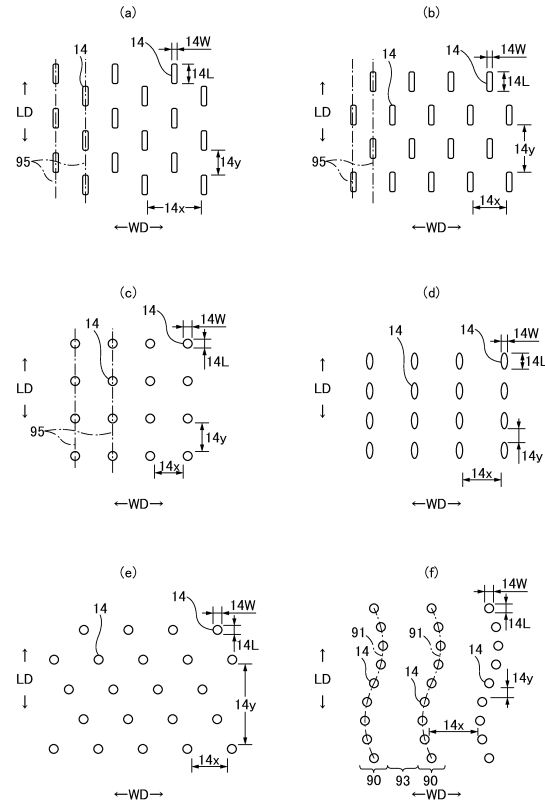 (a)
14
14
14W
14L
↑
LD
↓
95
14y
14x
←WD→
(b)
14
14
14W
14L
↑
LD
↓
95
14y
14x
←WD→
(c)
14
14
14W
14L
↑
LD
↓
95
14y
14x
←WD→
(d)
14
14
14W
14L
↑
LD
↓
14y
14x
←WD→
(e)
14
14
14W
14L
↑
LD
↓
14y
14x
←WD→
(f)
14W
14L
91
91
14
14
14
↑
LD
↓
14y
14x
90
93
90
←WD→